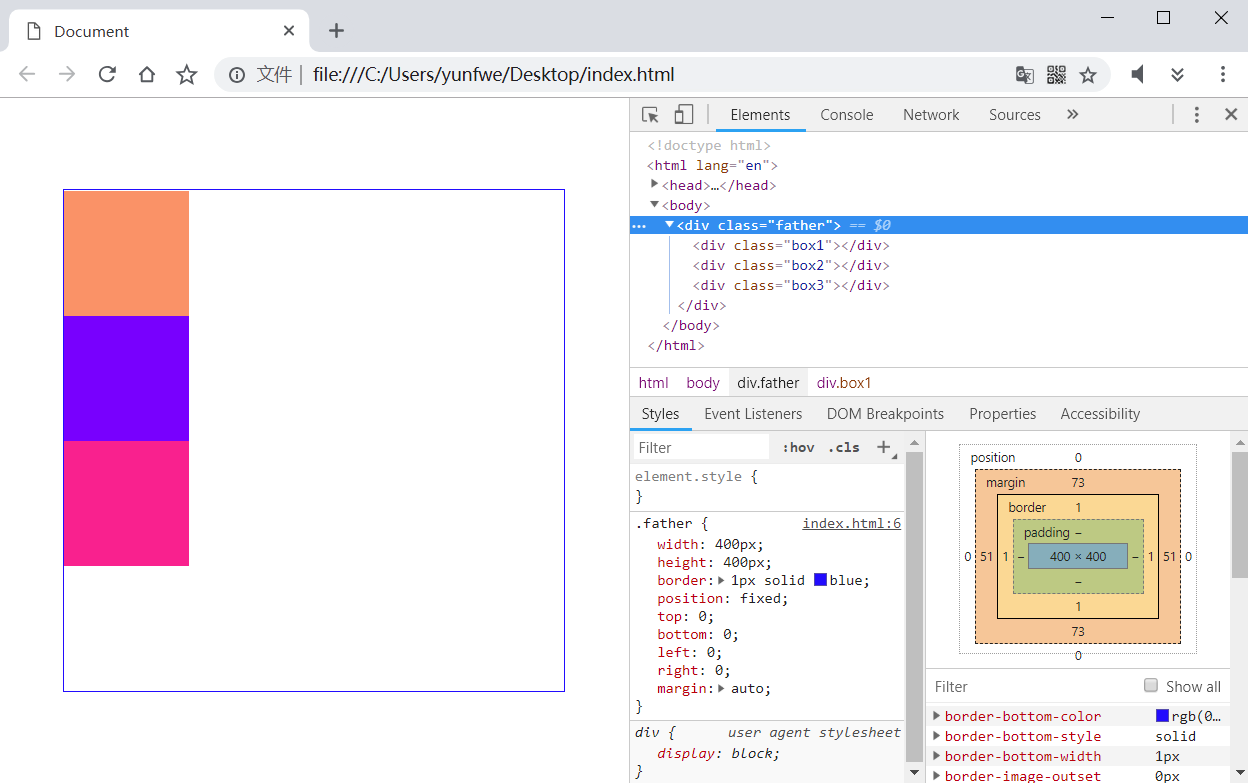 Document
文件 | file:///C:/Users/yunfwe/Desktop/index.html
Elements Console Network Sources »
<!doctype html>
<html lang="en">
<head>…</head>
<body>
… <div class="father"> == $0
<div class="box1"></div>
<div class="box2"></div>
<div class="box3"></div>
</div>
</body>
</html>
html body div.father div.box1
Styles Event Listeners DOM Breakpoints Properties Accessibility
Filter :hov .cls +
element.style {
}
.father { index.html:6
width: 400px;
height: 400px;
border: 1px solid blue;
position: fixed;
top: 0;
bottom: 0;
left: 0;
right: 0;
margin: auto;
}
div { user agent stylesheet
display: block;
}
position 0
margin 73
border 1
padding –
0 51 1 – 400 × 400 – 1 51 0
–
1
73
0
Filter Show all
border-bottom-color rgb(0…
border-bottom-style solid
border-bottom-width 1px
border-image-outset 0px